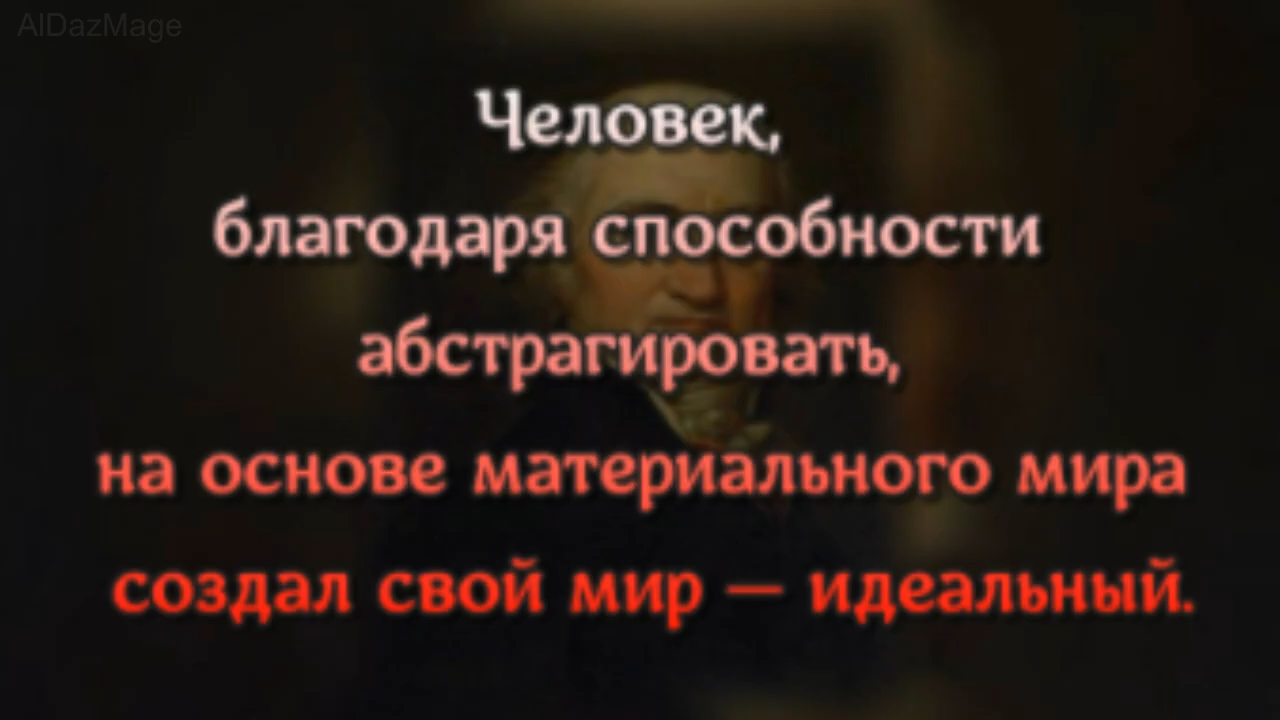 AlDazMage
Человек,
благодаря способности
абстрагировать,
на основе материального мира
создал свой мир — идеальный.